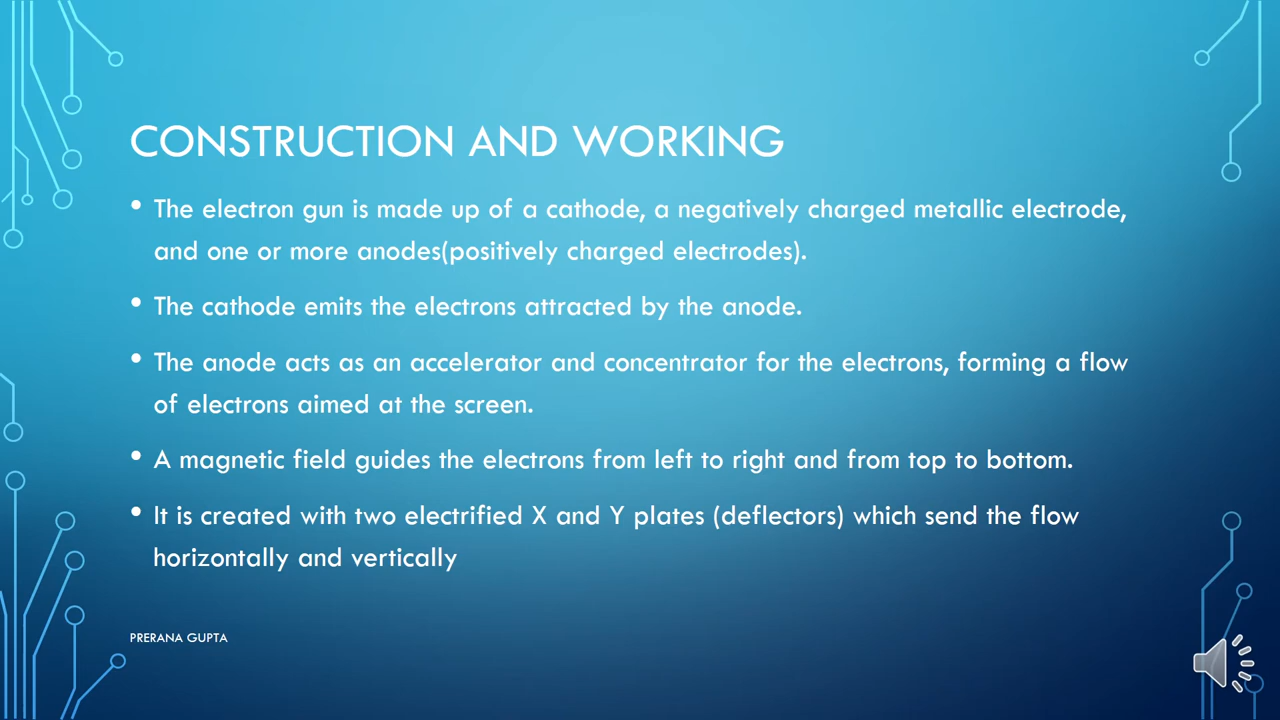 CONSTRUCTION AND WORKING
• The electron gun is made up of a cathode, a negatively charged metallic electrode,
and one or more anodes(positively charged electrodes).
• The cathode emits the electrons attracted by the anode.
• The anode acts as an accelerator and concentrator for the electrons, forming a flow
of electrons aimed at the screen.
• A magnetic field guides the electrons from left to right and from top to bottom.
• It is created with two electrified X and Y plates (deflectors) which send the flow
horizontally and vertically
PRERANA GUPTA